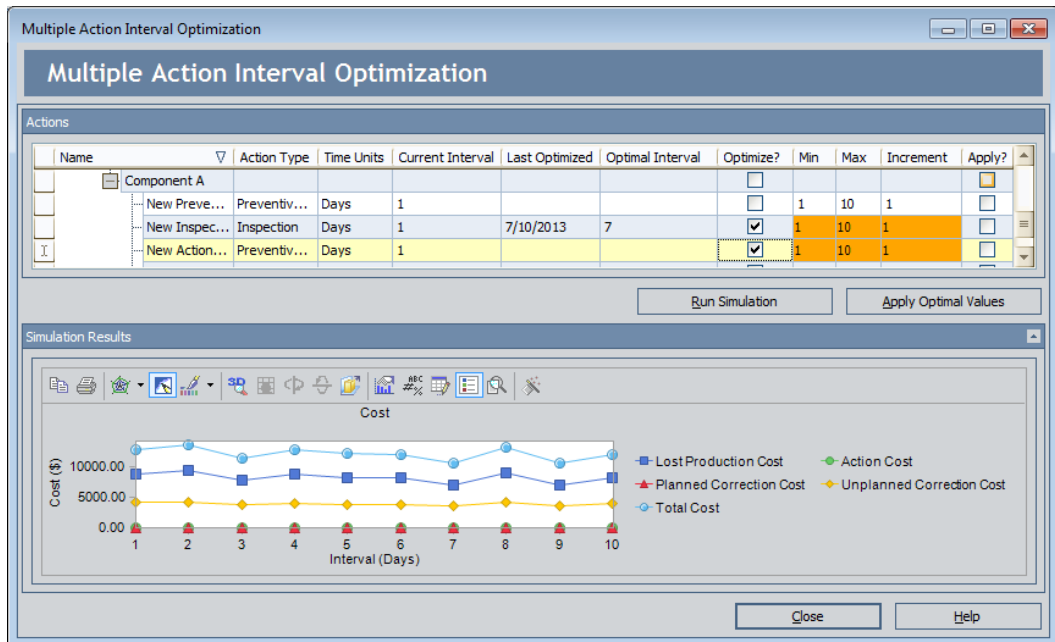 Multiple Action Interval Optimization
Multiple Action Interval Optimization
Actions
Name Action Type Time Units Current Interval Last Optimized Optimal Interval Optimize? Min Max Increment Apply?
Component A
New Preve... Preventiv... Days 1 1 10 1
New Inspec... Inspection Days 1 7/10/2013 7 1 10 1
New Action... Preventiv... Days 1 1 10 1
Run Simulation Apply Optimal Values
Simulation Results
3D ABC #%
Cost
Cost ($)
10000.00
5000.00
0.00
1 2 3 4 5 6 7 8 9 10
Interval (Days)
Lost Production Cost Action Cost
Planned Correction Cost Unplanned Correction Cost
Total Cost
Close Help